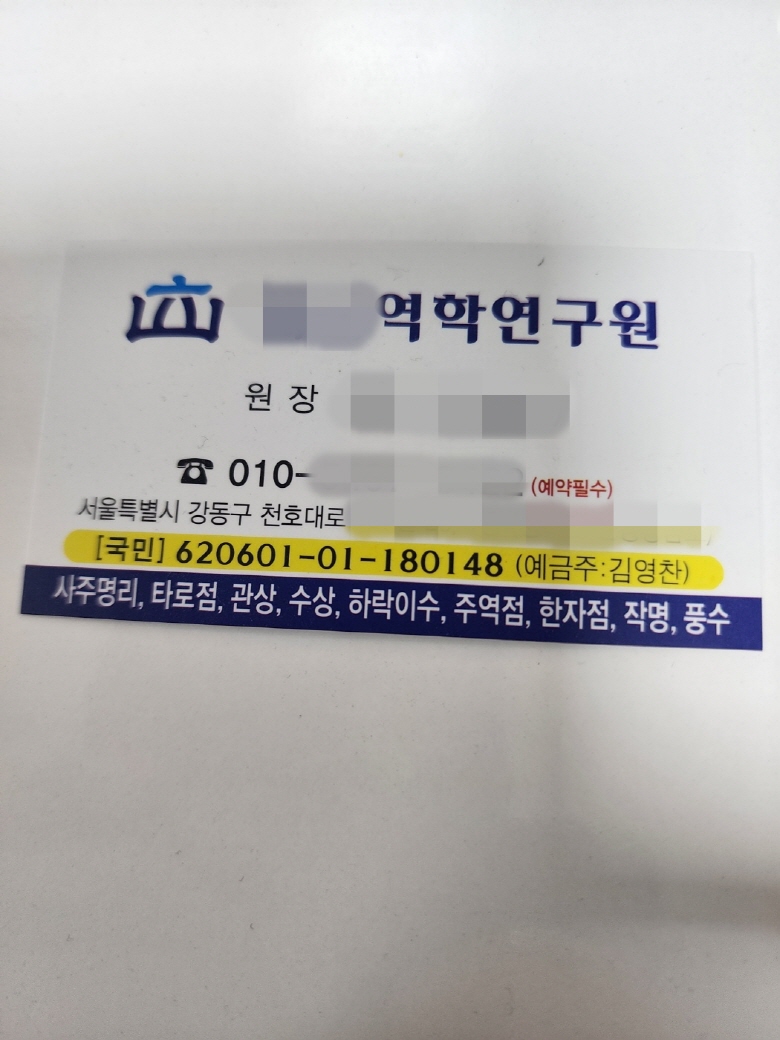 역학연구원
원 장
☎ 010-
(예약필수)
서울특별시 강동구 천호대로
[국민] 620601-01-180148 (예금주:김영찬)
사주명리, 타로점, 관상, 수상, 하락이수, 주역점, 한자점, 작명, 풍수